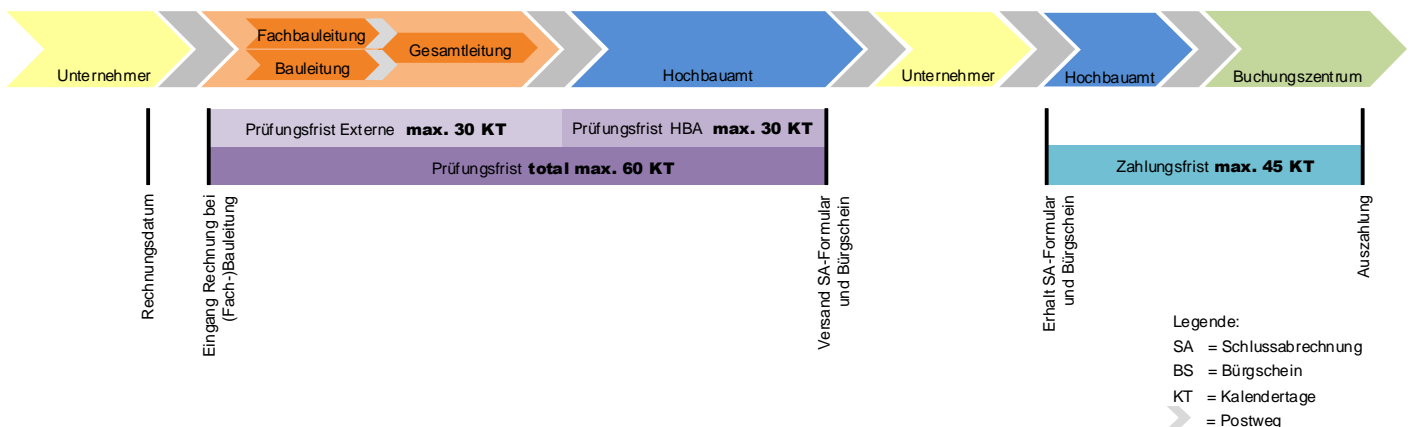 Fachbauleitung
Bauleitung
Gesamtleitung
Unternehmer
Hochbauamt
Unternehmer
Hochbauamt
Buchungszentrum
Prüfungsfrist Externe max. 30 KT
Prüfungsfrist HBA max. 30 KT
Prüfungsfrist total max. 60 KT
Zahlungsfrist max. 45 KT
Rechnungsdatum
Eingang Rechnung bei
(Fach-)Bauleitung
Versand SA-Formular
und Bürgschein
Erhalt SA-Formular
und Bürgschein
Auszahlung
Legende:
SA = Schlussabrechnung
BS = Bürgschein
KT = Kalendertage
= Postweg